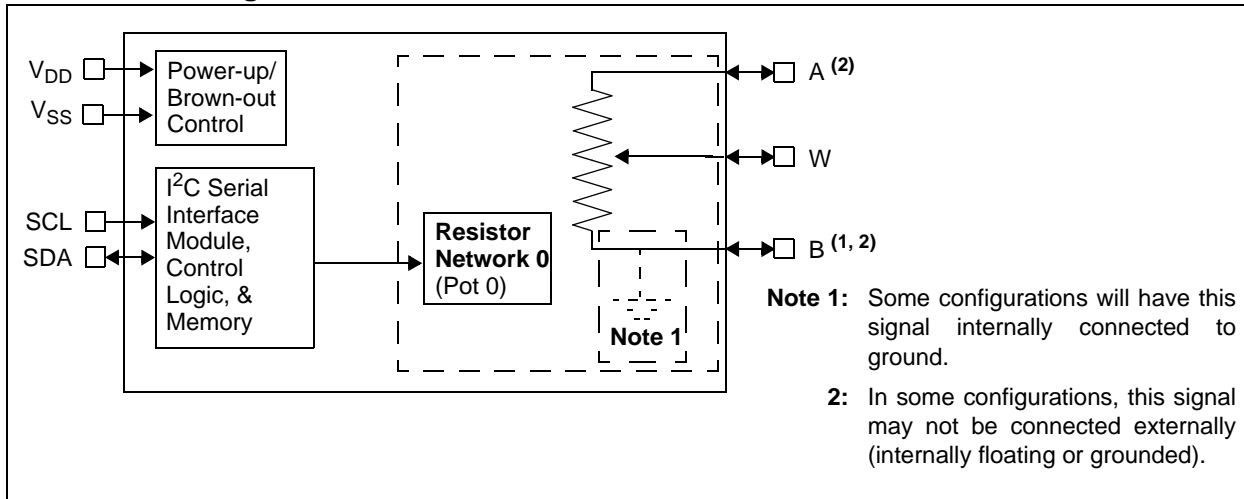 V_DD
V_SS
Power-up/
Brown-out
Control
SCL
SDA
I²C Serial
Interface
Module,
Control
Logic, &
Memory
Resistor
Network 0
(Pot 0)
Note 1
A (2)
W
B (1, 2)
Note 1: Some configurations will have this
signal internally connected to
ground.
2: In some configurations, this signal
may not be connected externally
(internally floating or grounded).